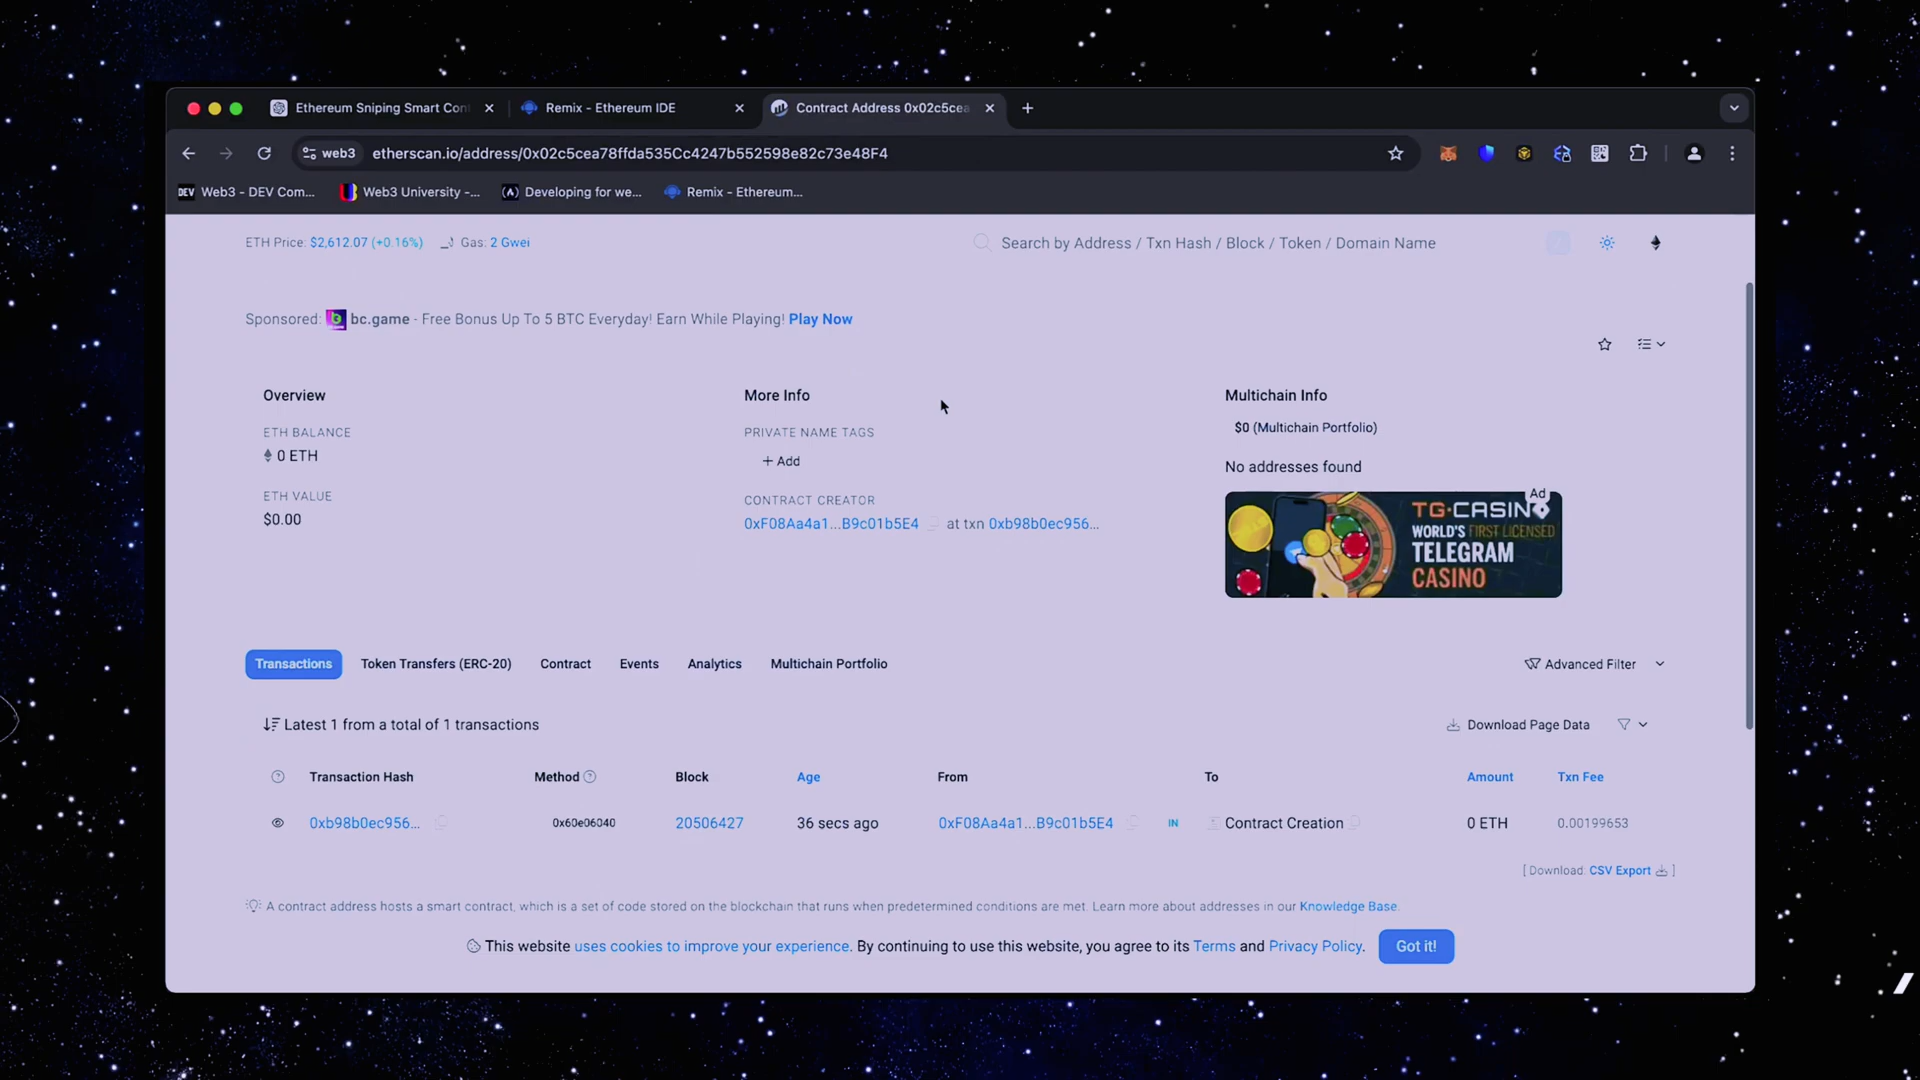 Ethereum Sniping Smart Con
Remix - Ethereum IDE
Contract Address 0x02c5cea
web3
etherscan.io/address/0x02c5cea78ffda535Cc4247b552598e82c73e48F4
DEV Web3 - DEV Com...
Web3 University -...
Developing for we...
Remix - Ethereum...
ETH Price: $2,612.07 (+0.16%)
Gas: 2 Gwei
Search by Address / Txn Hash / Block / Token / Domain Name
Sponsored: bc.game - Free Bonus Up To 5 BTC Everyday! Earn While Playing! Play Now
Overview
ETH BALANCE
0 ETH
ETH VALUE
$0.00
More Info
PRIVATE NAME TAGS
+ Add
CONTRACT CREATOR
0xF08Aa4a1...B9c01b5E4 at txn 0xb98b0ec956...
Multichain Info
$0 (Multichain Portfolio)
No addresses found
Ad
TG.CASINO
WORLD'S FIRST LICENSED
TELEGRAM
CASINO
Transactions
Token Transfers (ERC-20)
Contract
Events
Analytics
Multichain Portfolio
Advanced Filter
Latest 1 from a total of 1 transactions
Download Page Data
Transaction Hash Method Block Age From To Amount Txn Fee
0xb98b0ec956... 0x60e06040 20506427 36 secs ago 0xF08Aa4a1...B9c01b5E4 IN Contract Creation 0 ETH 0.00199653
[ Download: CSV Export ]
A contract address hosts a smart contract, which is a set of code stored on the blockchain that runs when predetermined conditions are met. Learn more about addresses in our Knowledge Base.
This website uses cookies to improve your experience. By continuing to use this website, you agree to its Terms and Privacy Policy.
Got it!